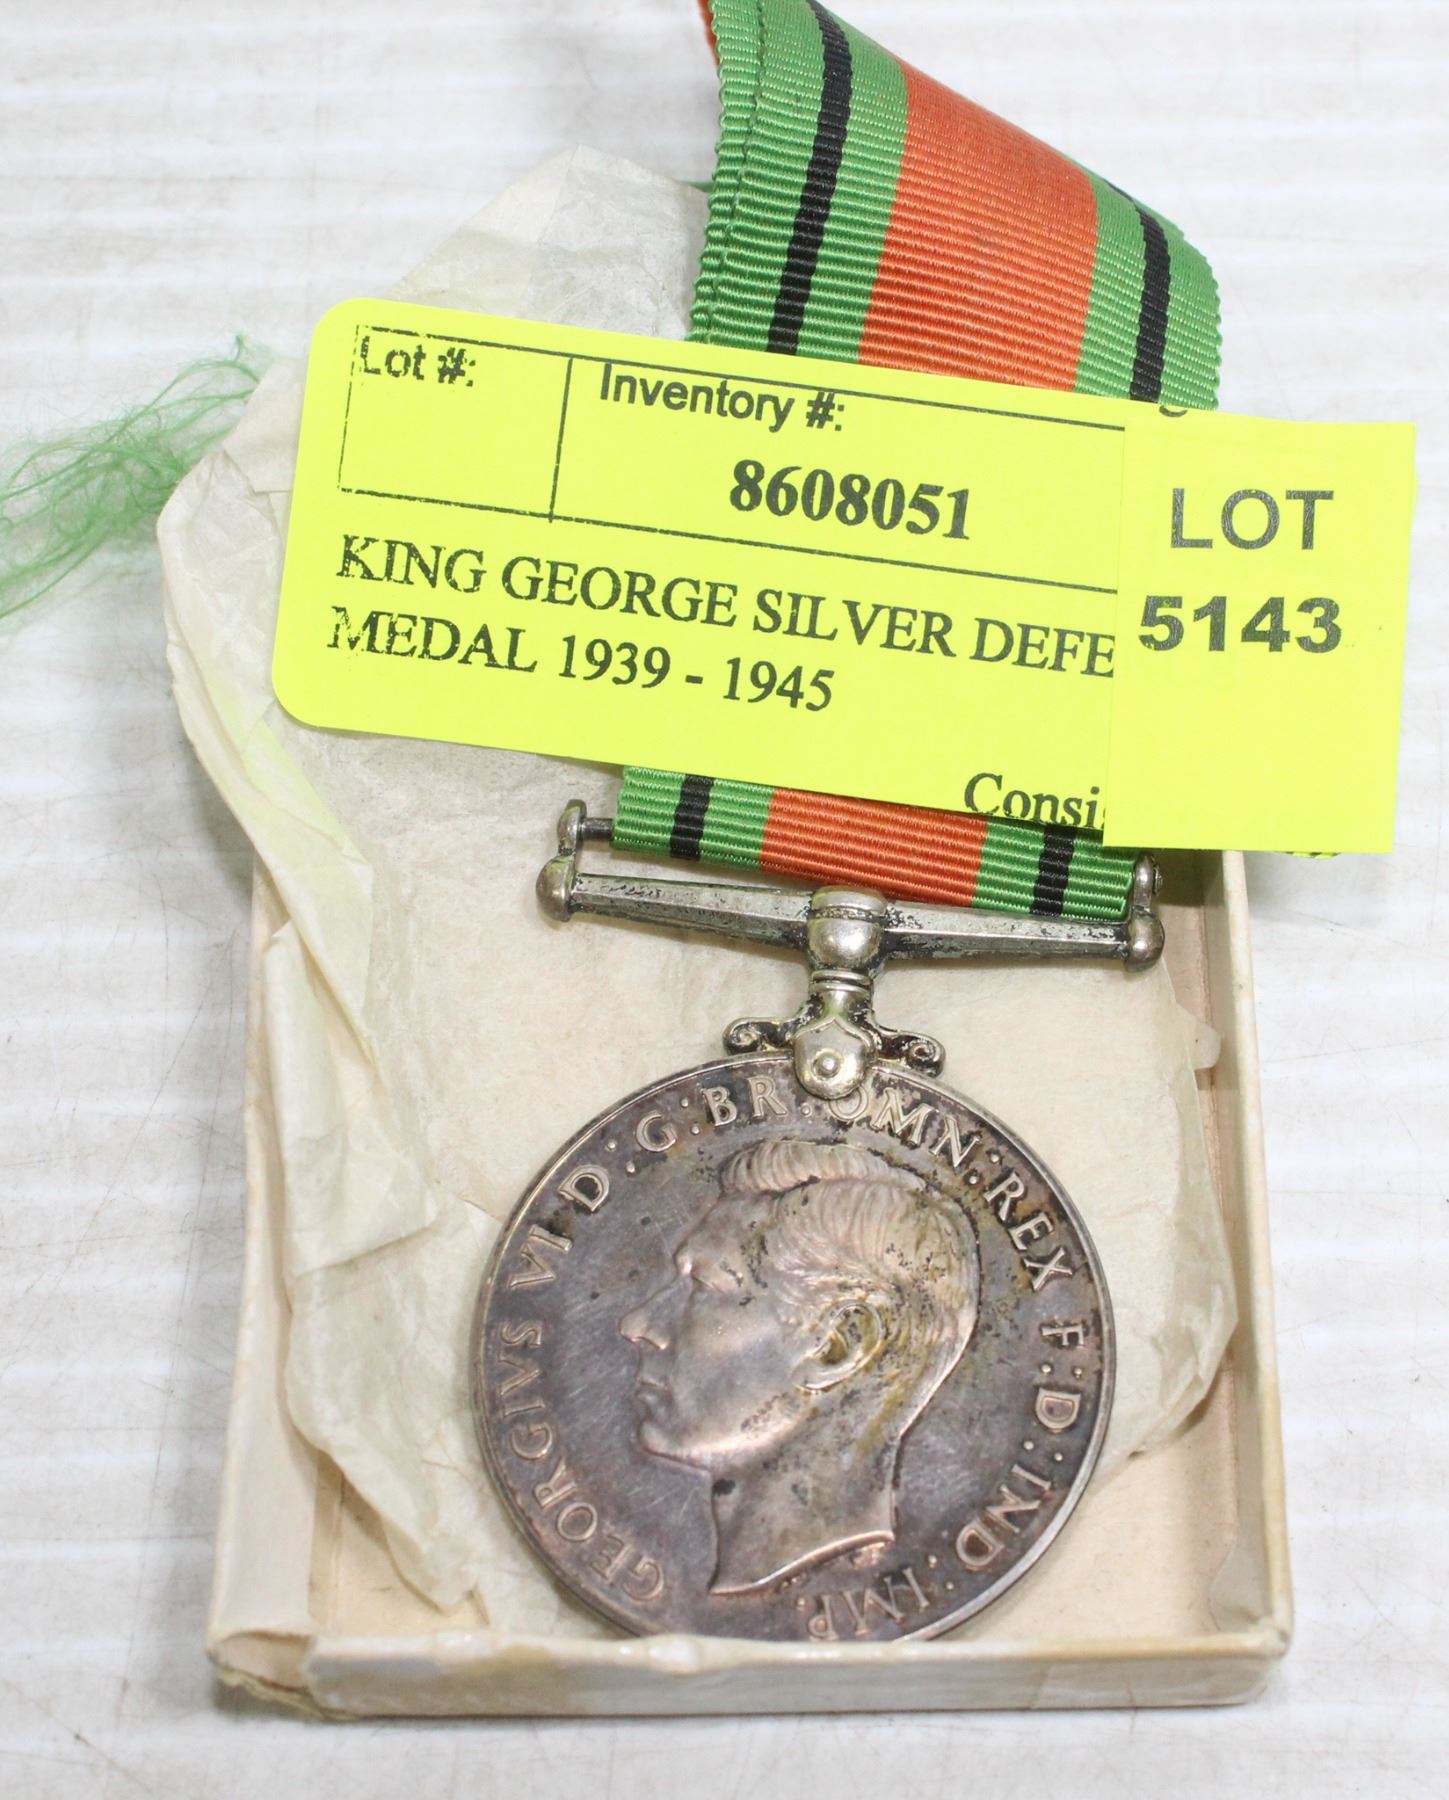 Lot #:
Inventory #:
8608051
KING GEORGE SILVER DEFE
MEDAL 1939 - 1945
Consi
LOT
5143
GEORGIVS VI D:G:BR:OMN:REX F:D:IND:IMP.